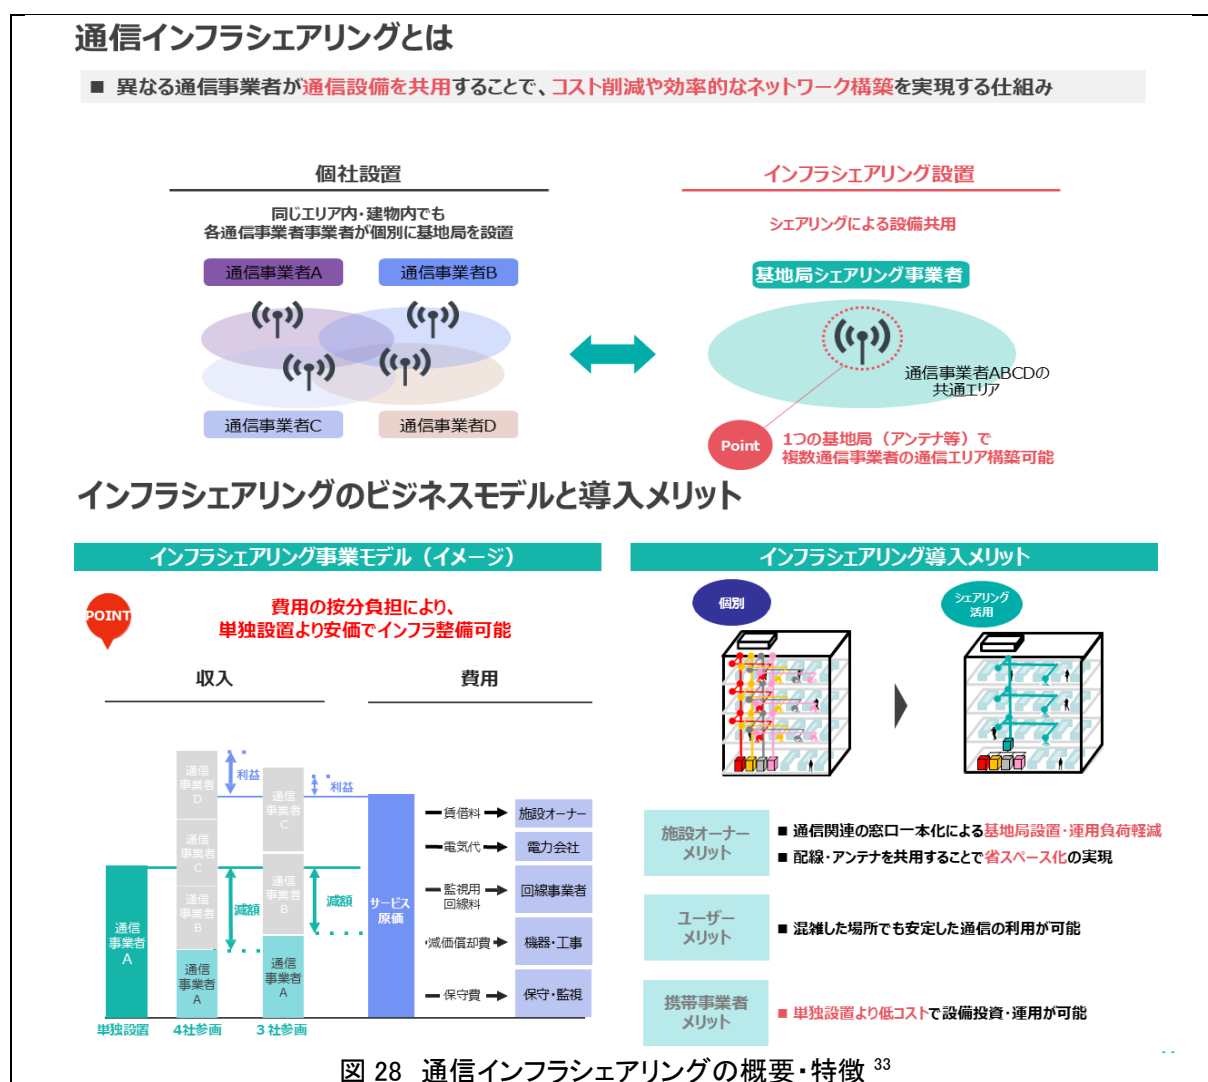 通信インフラシェアリングとは
■ 異なる通信事業者が通信設備を共用することで、コスト削減や効率的なネットワーク構築を実現する仕組み
個社設置
同じエリア内・建物内でも
各通信事業者事業者が個別に基地局を設置
通信事業者A
通信事業者B
通信事業者C
通信事業者D
インフラシェアリング設置
シェアリングによる設備共用
基地局シェアリング事業者
通信事業者ABCDの
共通エリア
Point
1つの基地局（アンテナ等）で
複数通信事業者の通信エリア構築可能
インフラシェアリングのビジネスモデルと導入メリット
インフラシェアリング事業モデル（イメージ）
POINT
費用の按分負担により、
単独設置より安価でインフラ整備可能
収入
費用
通信
事業者
A
単独設置
通信
事業者
D
通信
事業者
C
通信
事業者
B
通信
事業者
A
4社参画
利益
減額
通信
事業者
C
通信
事業者
B
通信
事業者
A
３社参画
利益
減額
サービス
原価
賃借料
施設オーナー
電気代
電力会社
監視用
回線料
回線事業者
減価償却費
機器・工事
保守費
保守・監視
インフラシェアリング導入メリット
個別
シェアリング
活用
施設オーナー
メリット
■ 通信関連の窓口一本化による基地局設置・運用負荷軽減
■ 配線・アンテナを共用することで省スペース化の実現
ユーザー
メリット
■ 混雑した場所でも安定した通信の利用が可能
携帯事業者
メリット
■ 単独設置より低コストで設備投資・運用が可能
図 28 通信インフラシェアリングの概要・特徴 33